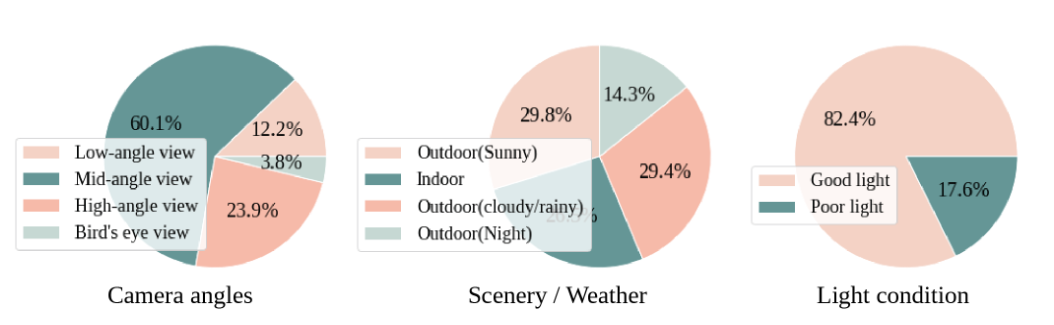 60.1%
12.2%
3.8%
23.9%
Low-angle view
Mid-angle view
High-angle view
Bird's eye view
Camera angles
29.8%
14.3%
29.4%
Outdoor(Sunny)
Indoor
Outdoor(cloudy/rainy)
Outdoor(Night)
Scenery / Weather
82.4%
17.6%
Good light
Poor light
Light condition